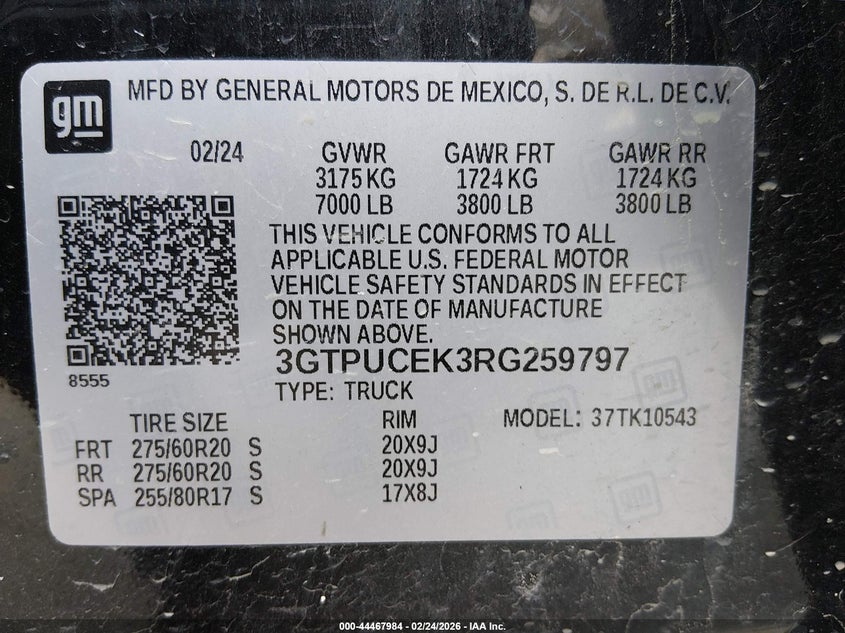 gm
MFD BY GENERAL MOTORS DE MEXICO, S. DE R.L. DE C.V.
02/24 GVWR GAWR FRT GAWR RR
3175 KG 1724 KG 1724 KG
7000 LB 3800 LB 3800 LB
THIS VEHICLE CONFORMS TO ALL
APPLICABLE U.S. FEDERAL MOTOR
VEHICLE SAFETY STANDARDS IN EFFECT
ON THE DATE OF MANUFACTURE
SHOWN ABOVE.
8555
3GTPUCEK3RG259797
TYPE: TRUCK
TIRE SIZE RIM MODEL: 37TK10543
FRT 275/60R20 S 20X9J
RR 275/60R20 S 20X9J
SPA 255/80R17 S 17X8J
000-44467984 - 02/24/2026 - IAA Inc.